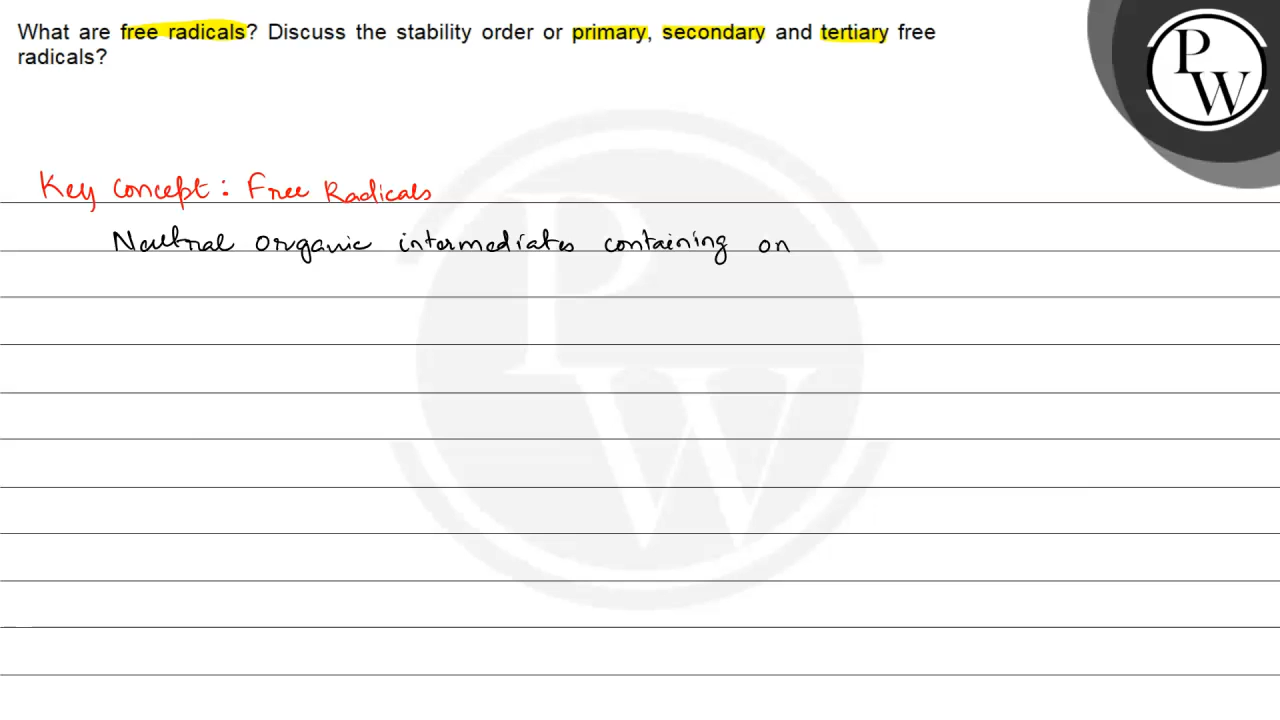 What are free radicals? Discuss the stability order or primary, secondary and tertiary free
radicals?
P
W
Key Concept : Free Radicals
Neutral organic intermediates containing on
P
W